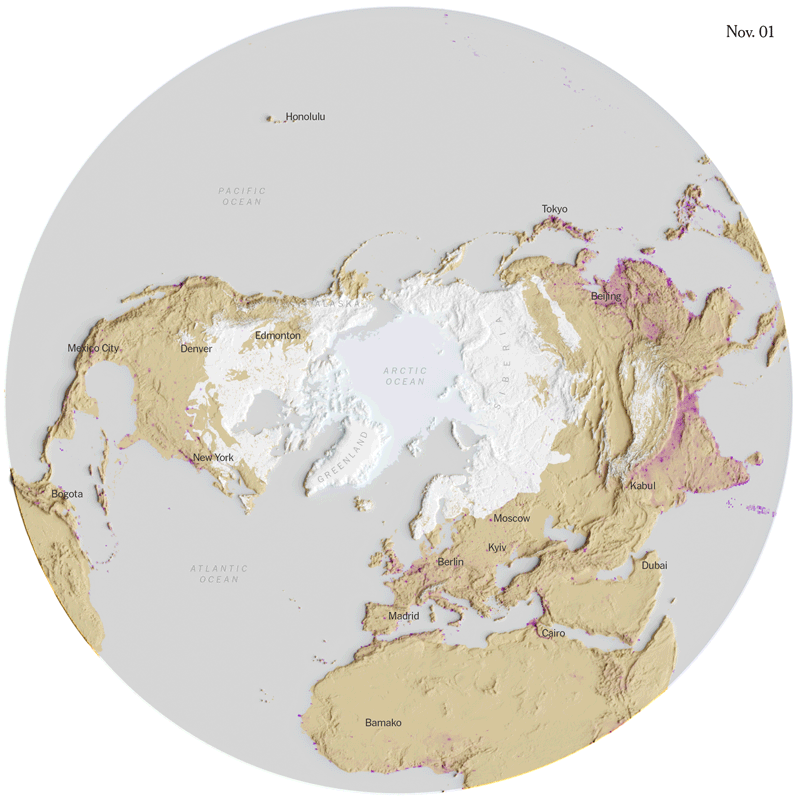 Nov. 01
Honolulu
PACIFIC
OCEAN
Tokyo
Beijing
ALASKA
Edmonton
Mexico City
Denver
SIBERIA
ARCTIC
OCEAN
GREENLAND
New York
Kabul
Bogota
Moscow
Kyiv
Berlin
Dubai
ATLANTIC
OCEAN
Madrid
Cairo
Bamako